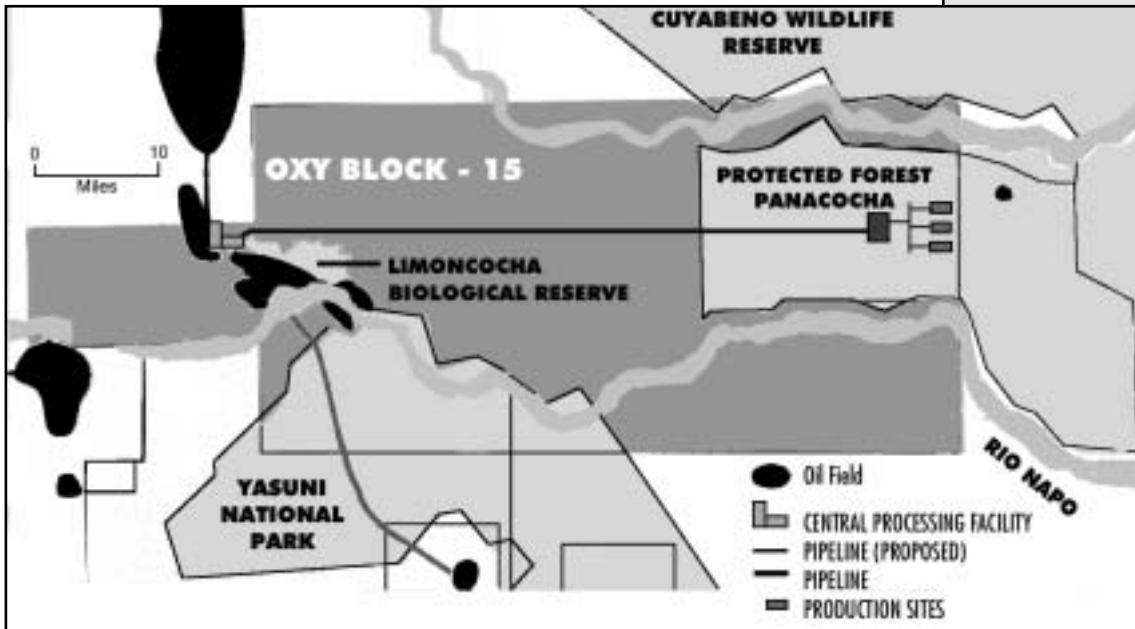 CUYABENO WILDLIFE
RESERVE
0 10
Miles
OXY BLOCK - 15
PROTECTED FOREST
PANACOCHA
LIMONCOCHA
BIOLOGICAL RESERVE
YASUNI
NATIONAL
PARK
RIO NAPO
Oil Field
CENTRAL PROCESSING FACILITY
PIPELINE (PROPOSED)
PIPELINE
PRODUCTION SITES